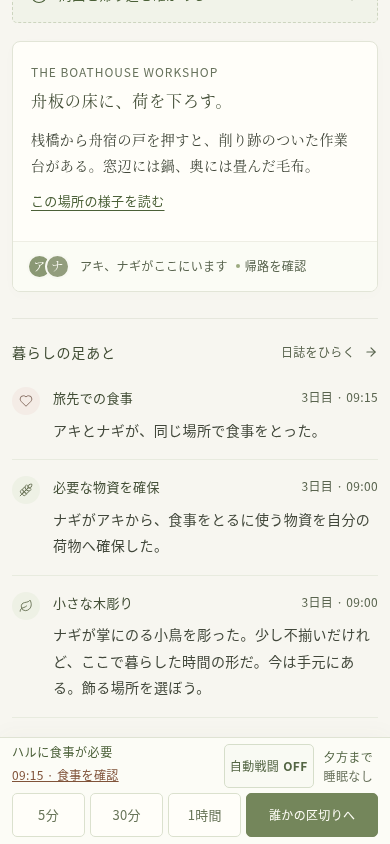 THE BOATHOUSE WORKSHOP
舟板の床に、荷を下ろす。
桟橋から舟宿の戸を押すと、削り跡のついた作業
台がある。窓辺には鍋、奥には畳んだ毛布。
この場所の様子を読む
ア ナ アキ、ナギがここにいます • 帰路を確認
暮らしの足あと 日誌をひらく →
旅先での食事 3日目 · 09:15
アキとナギが、同じ場所で食事をとった。
必要な物資を確保 3日目 · 09:00
ナギがアキから、食事をとるに使う物資を自分の
荷物へ確保した。
小さな木彫り 3日目 · 09:00
ナギが掌にのる小鳥を彫った。少し不揃いだけれ
ど、ここで暮らした時間の形だ。今は手元にあ
る。飾る場所を選ぼう。
ハルに食事が必要
09:15 · 食事を確認
自動戦闘 OFF
夕方まで
睡眠なし
5分 30分 1時間 誰かの区切りへ